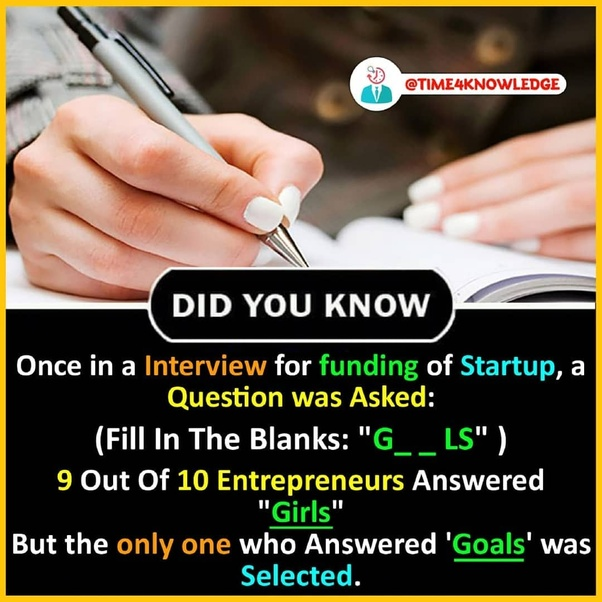 @TIME4KNOWLEDGE
DID YOU KNOW
Once in a Interview for funding of Startup, a
Question was Asked:
(Fill In The Blanks: "G_ _ LS" )
9 Out Of 10 Entrepreneurs Answered
"Girls"
But the only one who Answered 'Goals' was
Selected.